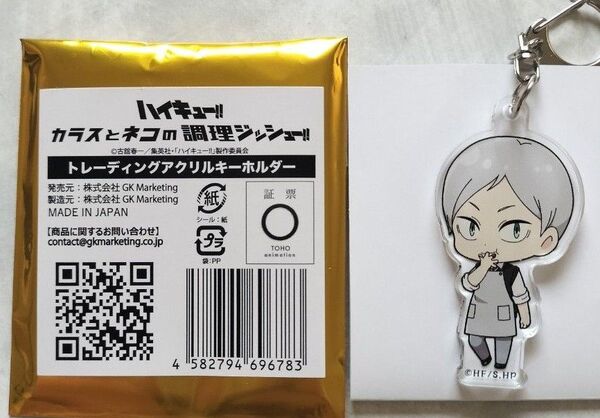 ハイキュー!!
カラスとネコの調理ジッシュー!!
©古舘春一／集英社・「ハイキュー!!」製作委員会
トレーディングアクリルキーホルダー
発売元：株式会社 GK Marketing
製造元：株式会社 GK Marketing
MADE IN JAPAN
【商品に関するお問い合わせ】
contact@gkmarketing.co.jp
紙
シール：紙
プラ
袋：PP
証票
TOHO
animation
4 582794 696783
©HF/S.HP